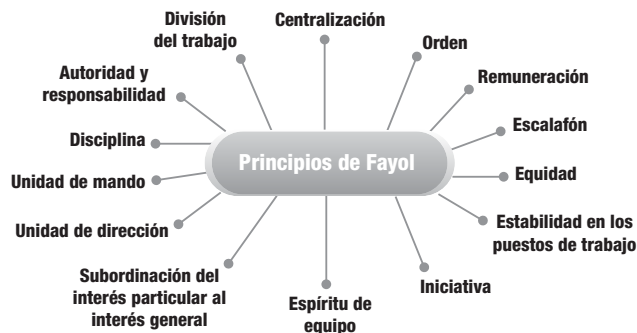 División
del trabajo
Centralización
Orden
Autoridad y
responsabilidad
Remuneración
Disciplina
Escalafón
Principios de Fayol
Unidad de mando
Equidad
Unidad de dirección
Estabilidad en los
puestos de trabajo
Subordinación del
interés particular al
interés general
Espíritu de
equipo
Iniciativa